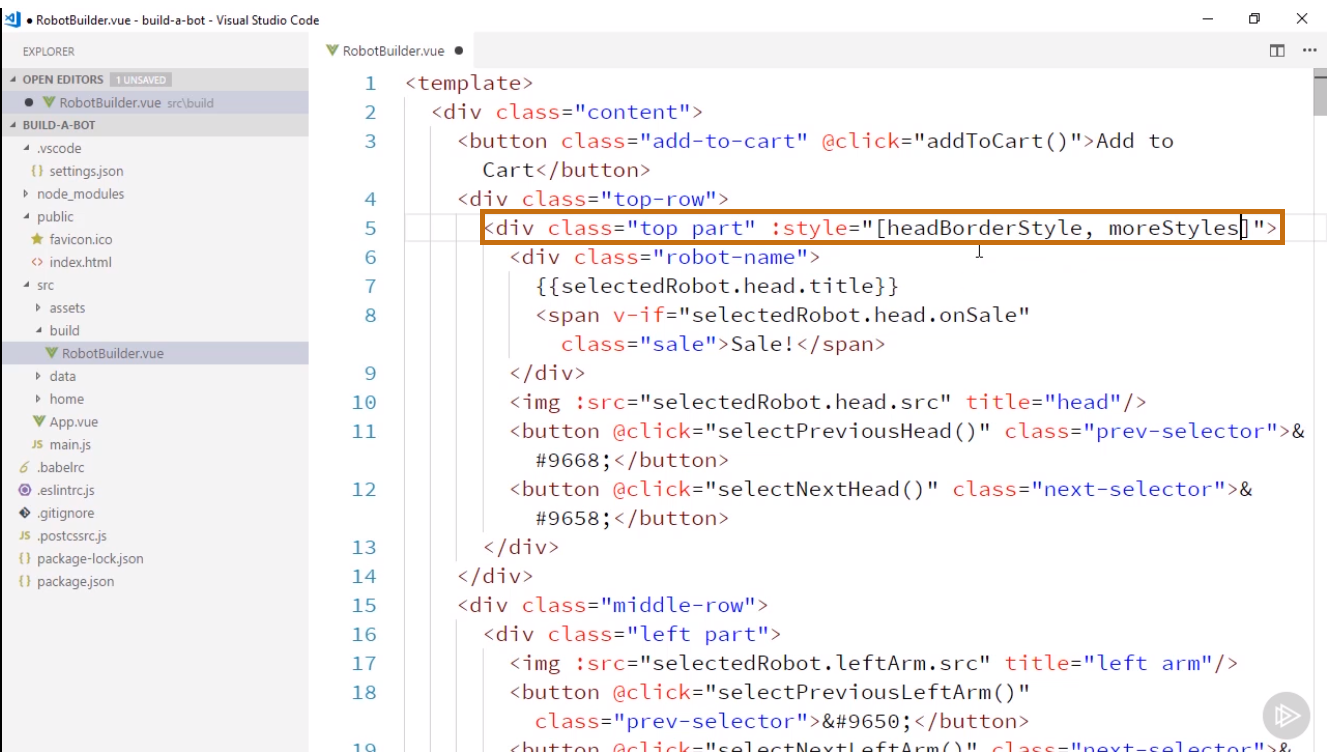 ● RobotBuilder.vue - build-a-bot - Visual Studio Code
EXPLORER
OPEN EDITORS 1 UNSAVED
RobotBuilder.vue src\build
BUILD-A-BOT
.vscode
{} settings.json
node_modules
public
favicon.ico
<> index.html
src
assets
build
RobotBuilder.vue
data
home
App.vue
JS main.js
.babelrc
.eslintrc.js
.gitignore
JS .postcssrc.js
{} package-lock.json
{} package.json
RobotBuilder.vue ●
1 <template>
2 <div class="content">
3 <button class="add-to-cart" @click="addToCart()">Add to
Cart</button>
4 <div class="top-row">
5 <div class="top part" :style="[headBorderStyle, moreStyles]">
6 <div class="robot-name">
7 {{selectedRobot.head.title}}
8 <span v-if="selectedRobot.head.onSale"
class="sale">Sale!</span>
9 </div>
10 <img :src="selectedRobot.head.src" title="head"/>
11 <button @click="selectPreviousHead()" class="prev-selector">&
#9668;</button>
12 <button @click="selectNextHead()" class="next-selector">&
#9658;</button>
13 </div>
14 </div>
15 <div class="middle-row">
16 <div class="left part">
17 <img :src="selectedRobot.leftArm.src" title="left arm"/>
18 <button @click="selectPreviousLeftArm()"
class="prev-selector">&#9650;</button>
19 <button @click="selectNextLeftArm()" class="next-selector">&